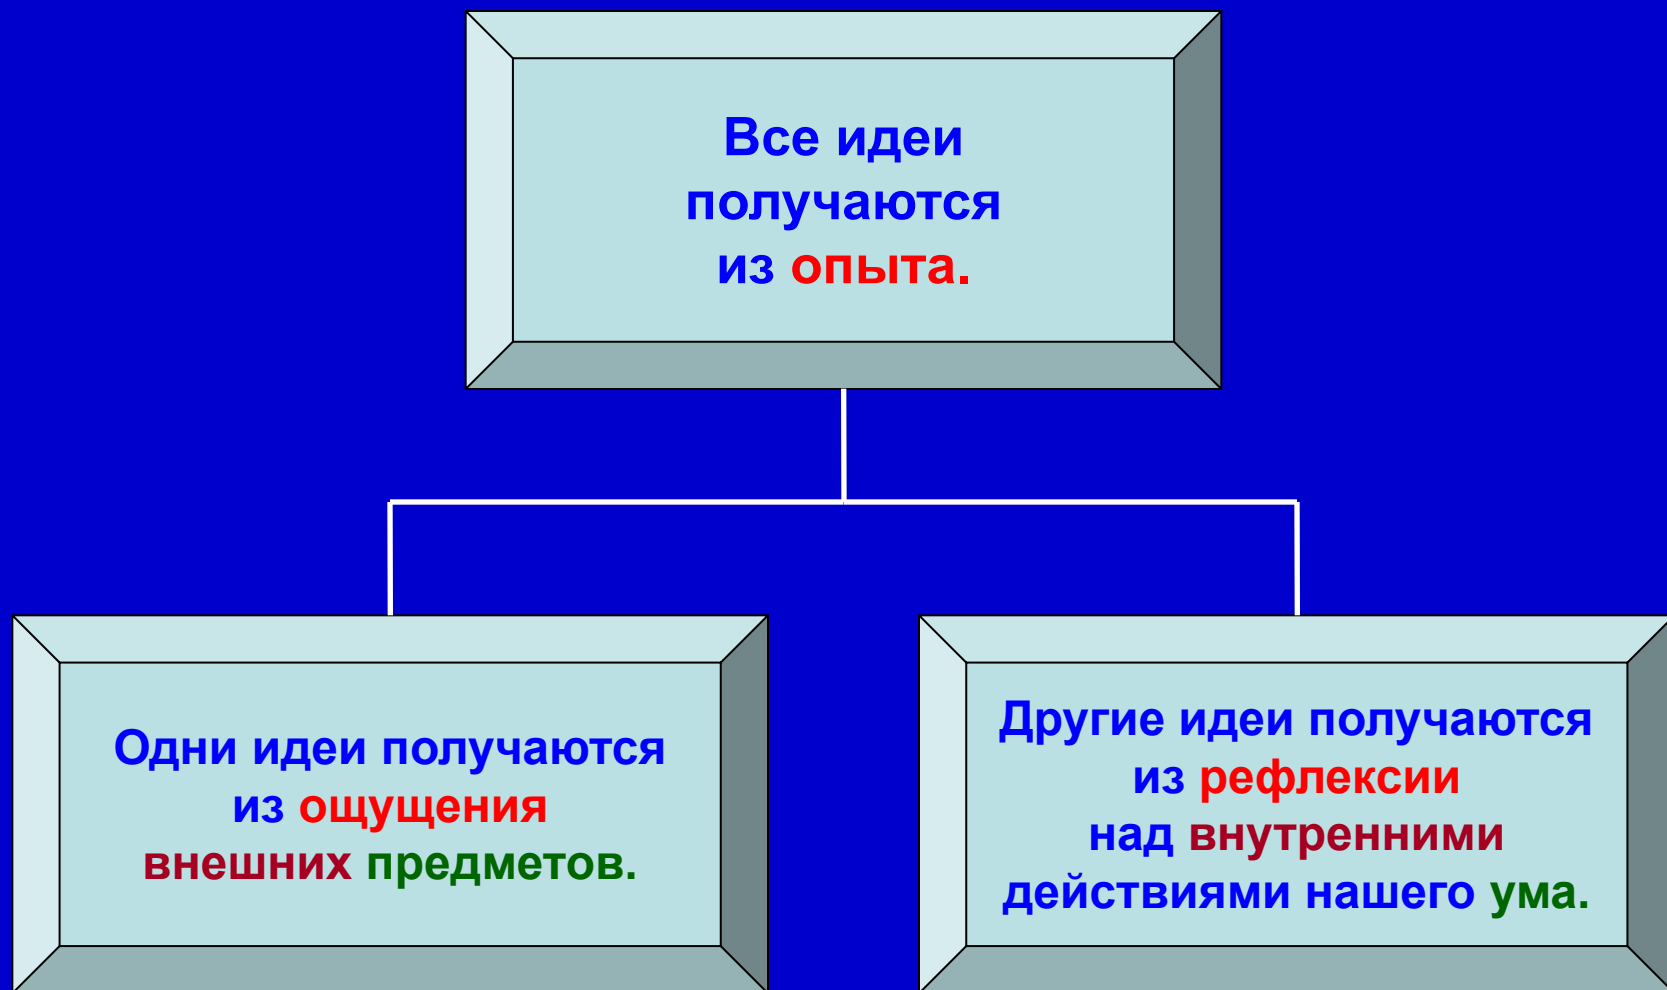 Все идеи
получаются
из опыта.
Одни идеи получаются
из ощущения
внешних предметов.
Другие идеи получаются
из рефлексии
над внутренними
действиями нашего ума.